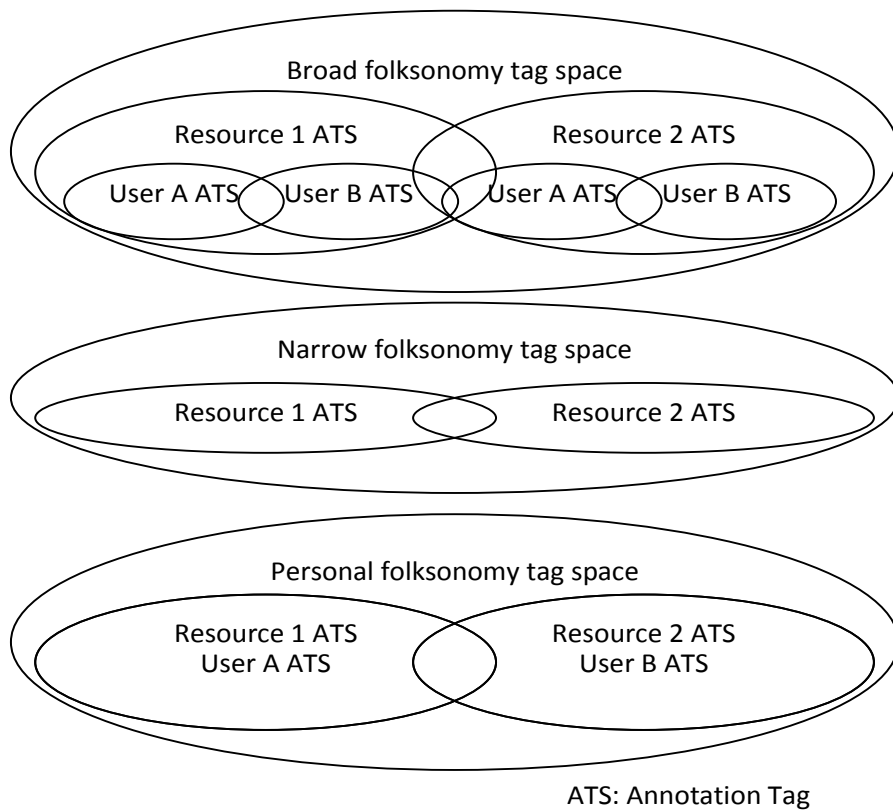 Broad folksonomy tag space
Resource 1 ATS Resource 2 ATS
User A ATS User B ATS User A ATS User B ATS
Narrow folksonomy tag space
Resource 1 ATS Resource 2 ATS
Personal folksonomy tag space
Resource 1 ATS Resource 2 ATS
User A ATS User B ATS
ATS: Annotation Tag